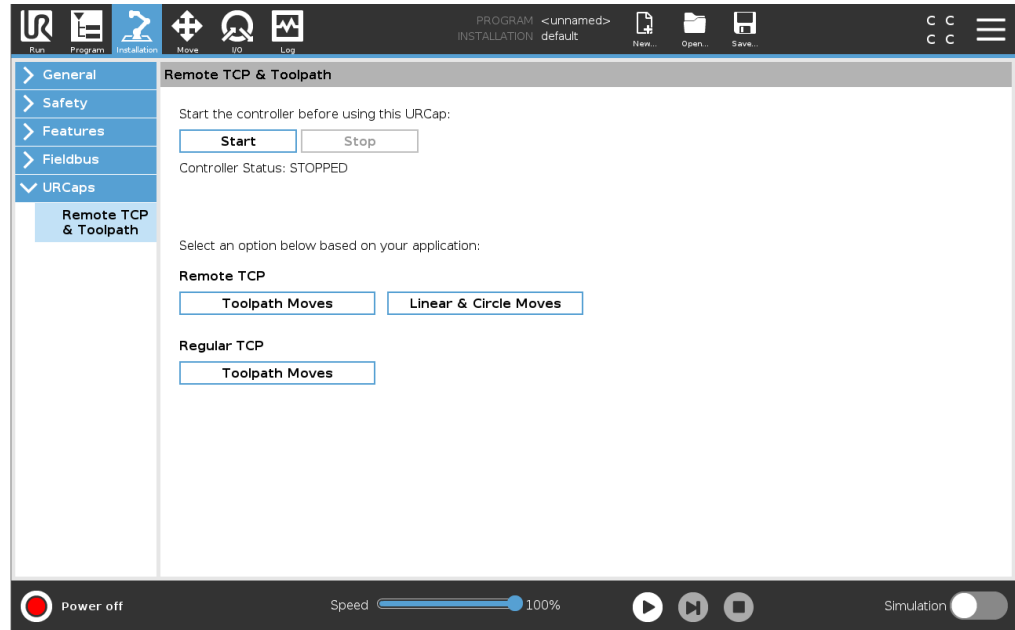 UR
Run
Program
Installation
Move
I/O
Log
PROGRAM <unnamed>
INSTALLATION default
New...
Open...
Save...
C C
C C
General
Safety
Features
Fieldbus
URCaps
Remote TCP
& Toolpath
Remote TCP & Toolpath
Start the controller before using this URCap:
Start
Stop
Controller Status: STOPPED
Select an option below based on your application:
Remote TCP
Toolpath Moves
Linear & Circle Moves
Regular TCP
Toolpath Moves
Power off
Speed
100%
Simulation